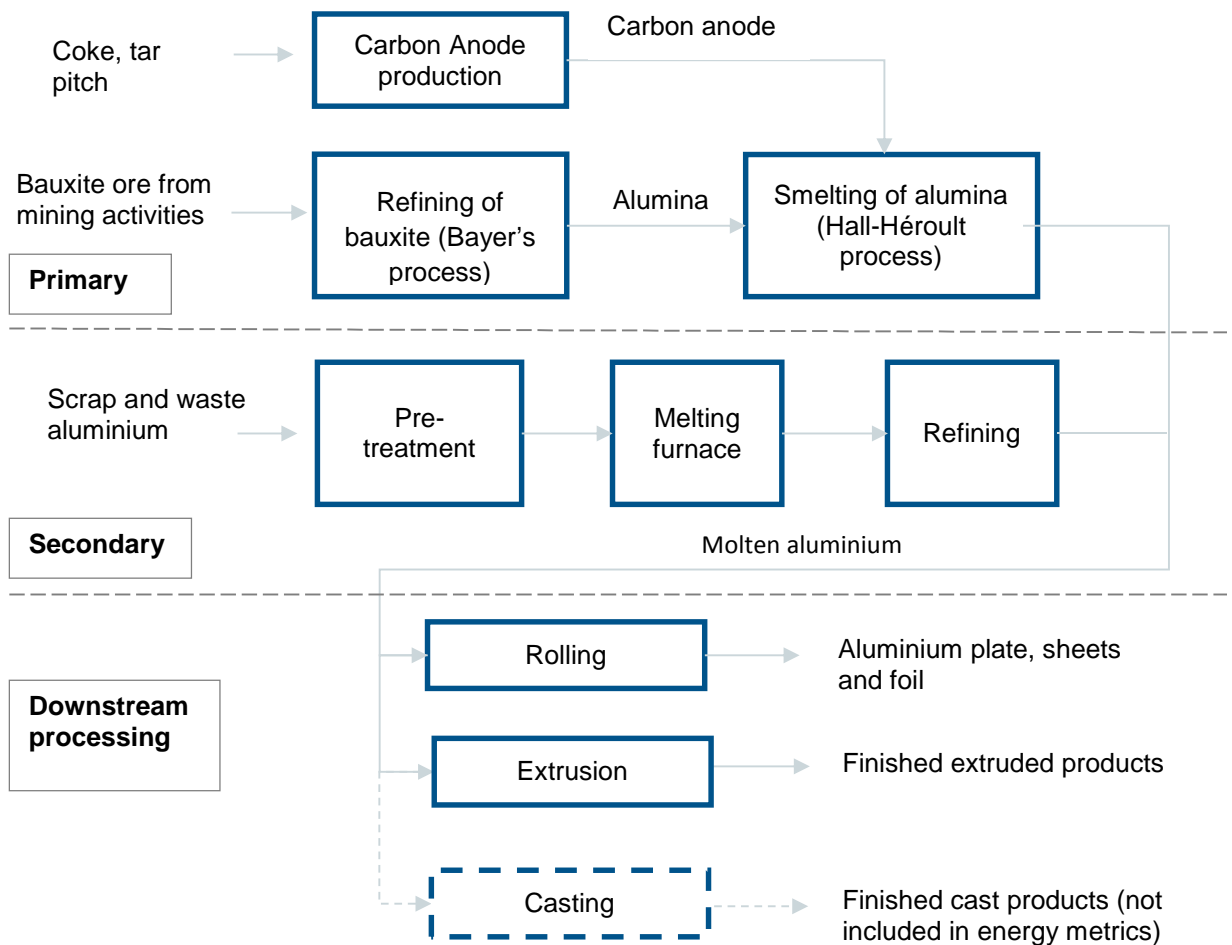 Coke, tar
pitch
Carbon Anode
production
Carbon anode
Bauxite ore from
mining activities
Refining of
bauxite (Bayer’s
process)
Alumina
Smelting of alumina
(Hall-Héroult
process)
Primary
Scrap and waste
aluminium
Pre-
treatment
Melting
furnace
Refining
Secondary
Molten aluminium
Downstream
processing
Rolling
Aluminium plate, sheets
and foil
Extrusion
Finished extruded products
Casting
Finished cast products (not
included in energy metrics)